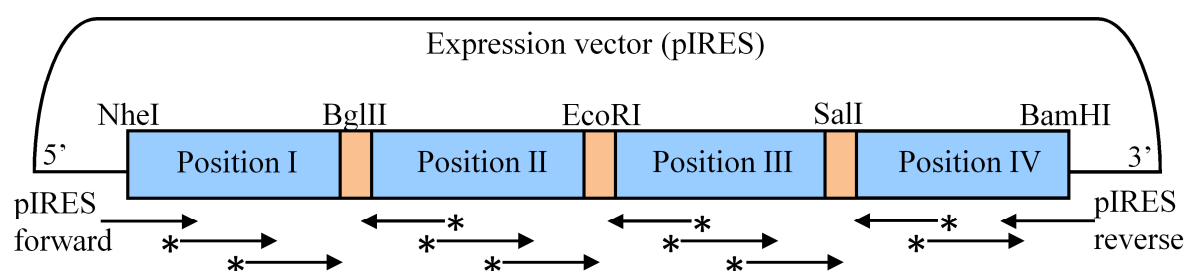 Expression vector (pIRES)
NheI BglII EcoRI SalI BamHI
5’ Position I Position II Position III Position IV 3’
pIRES
forward
pIRES
reverse
* * *
* * * *
* * *